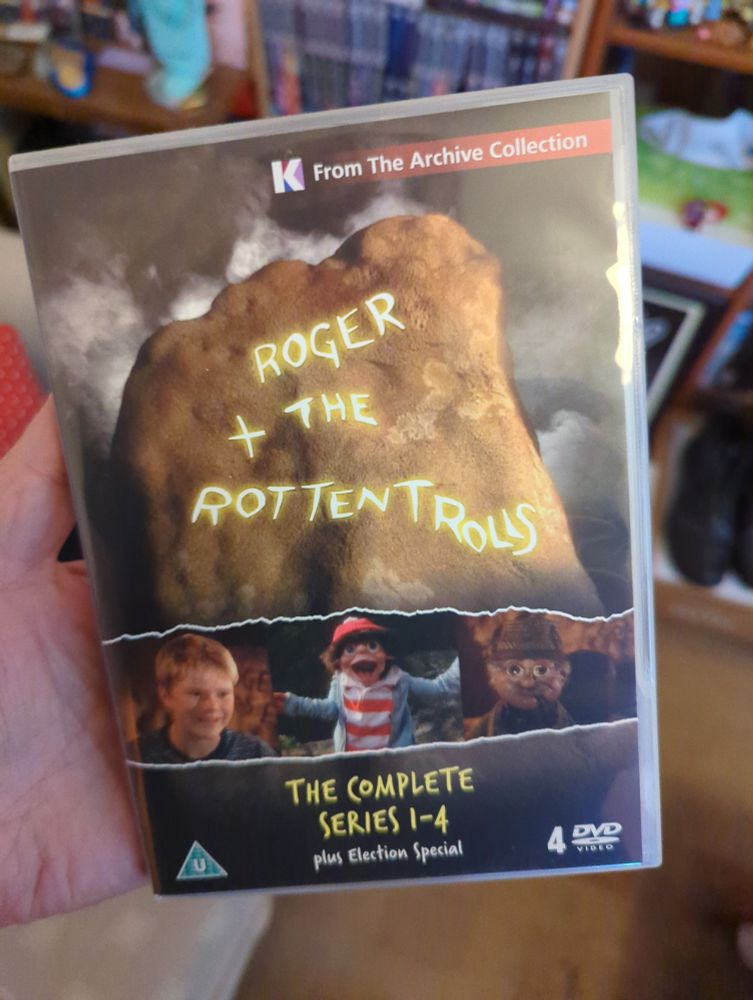 K From The Archive Collection
ROGER
+ THE
ROTTENTROLLS
THE COMPLETE
SERIES 1-4
plus Election Special
U
4 DVD
VIDEO